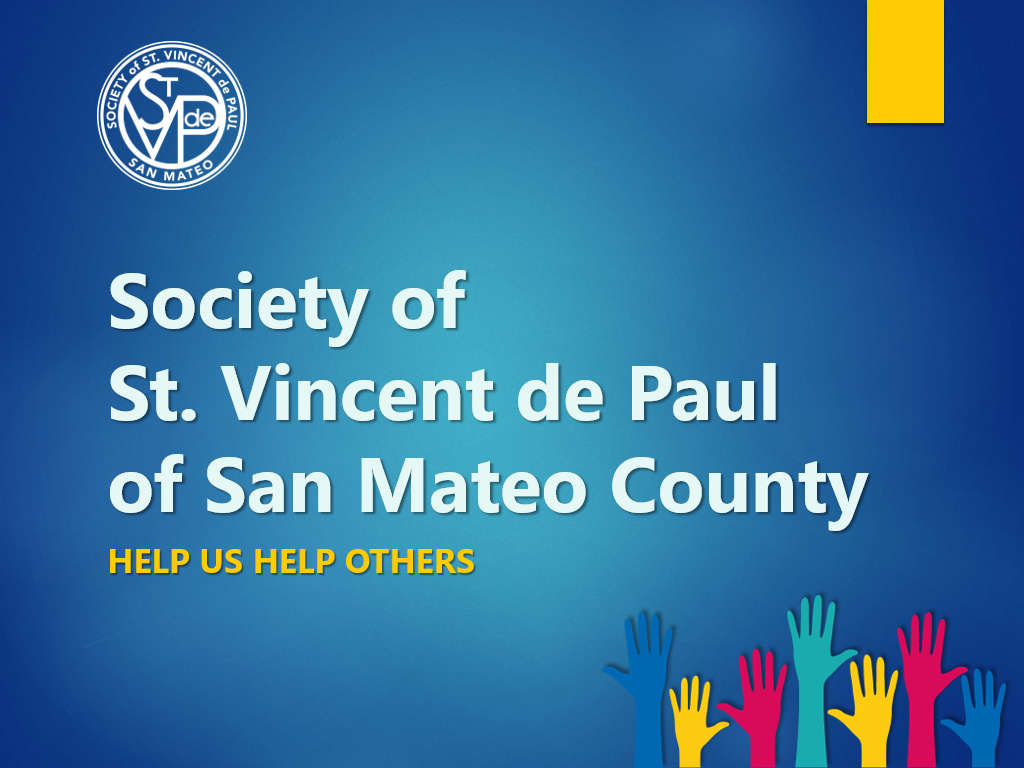 SOCIETY of ST. VINCENT de PAUL
ST
V de P
SAN MATEO
Society of
St. Vincent de Paul
of San Mateo County
HELP US HELP OTHERS